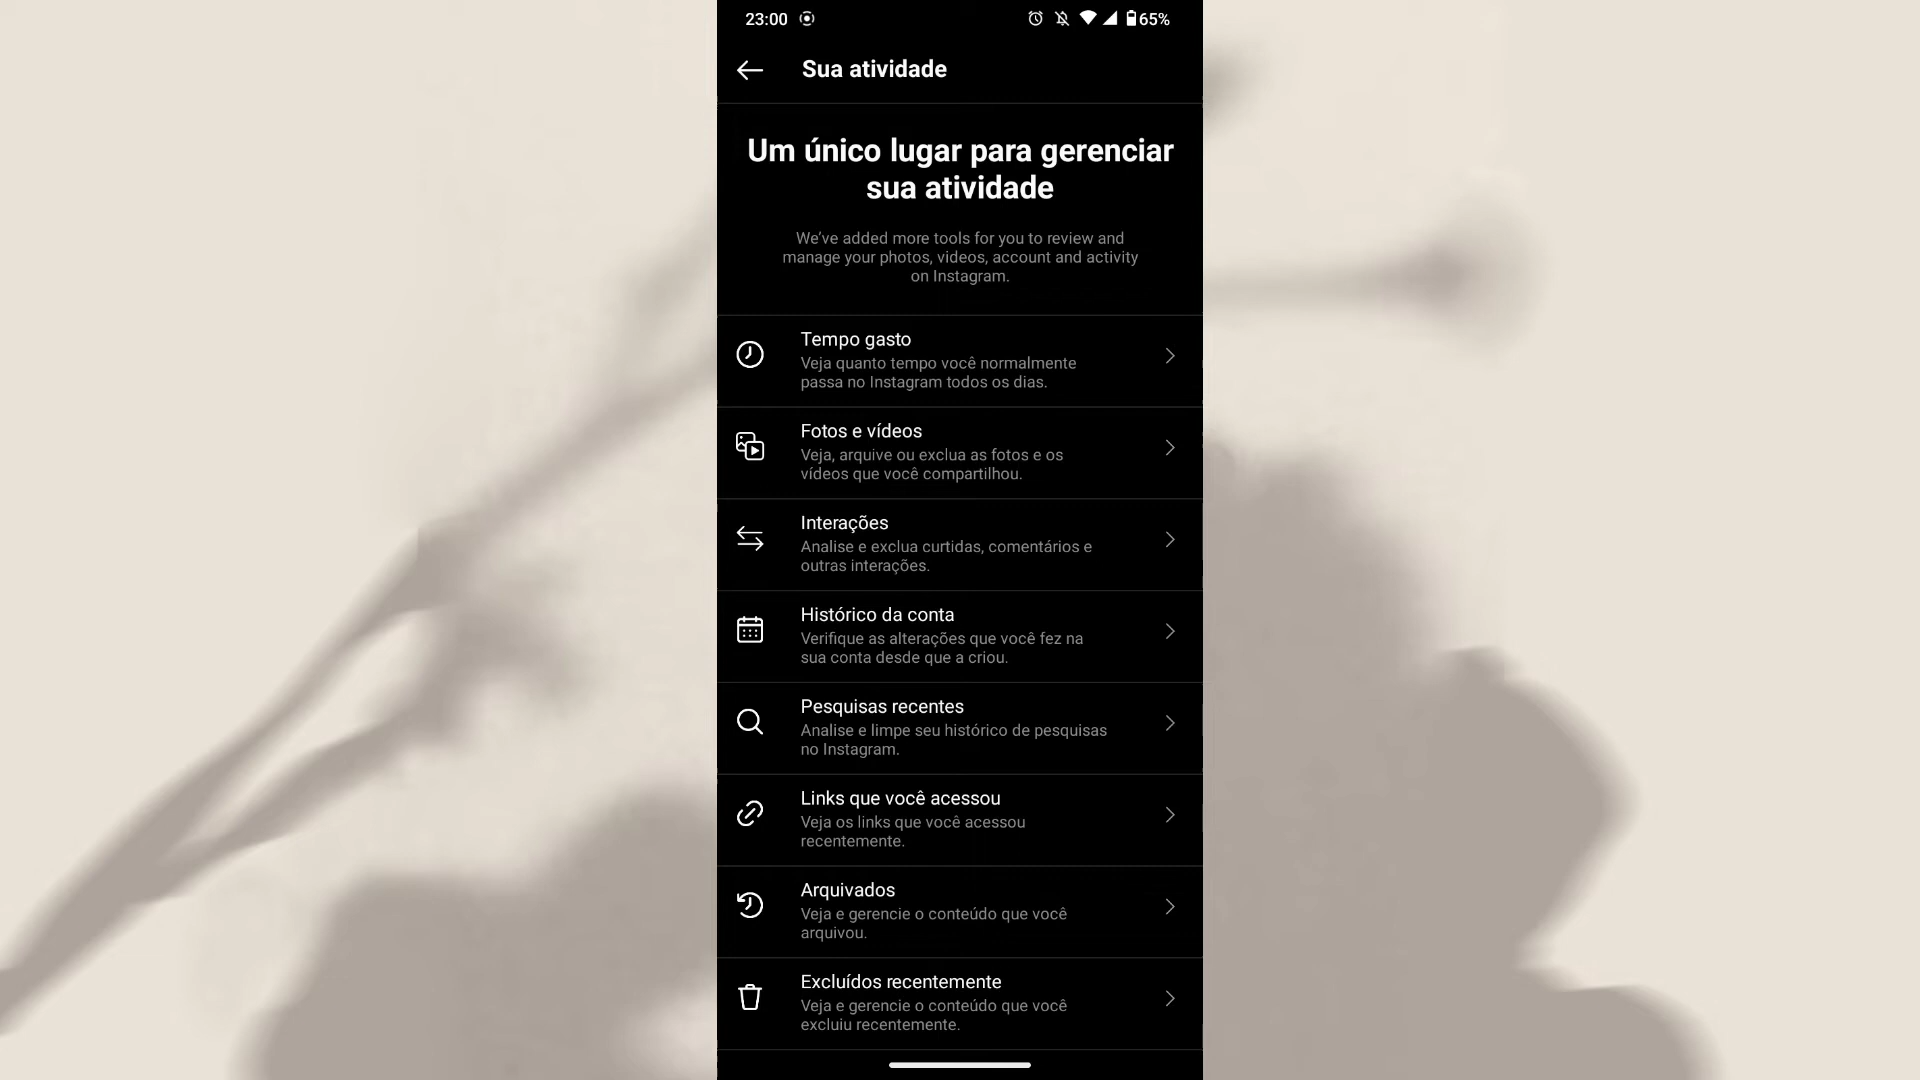 23:00
65%
Sua atividade
Um único lugar para gerenciar
sua atividade
We've added more tools for you to review and
manage your photos, videos, account and activity
on Instagram.
Tempo gasto
Veja quanto tempo você normalmente
passa no Instagram todos os dias.
Fotos e vídeos
Veja, arquive ou exclua as fotos e os
vídeos que você compartilhou.
Interações
Analise e exclua curtidas, comentários e
outras interações.
Histórico da conta
Verifique as alterações que você fez na
sua conta desde que a criou.
Pesquisas recentes
Analise e limpe seu histórico de pesquisas
no Instagram.
Links que você acessou
Veja os links que você acessou
recentemente.
Arquivados
Veja e gerencie o conteúdo que você
arquivou.
Excluídos recentemente
Veja e gerencie o conteúdo que você
excluiu recentemente.